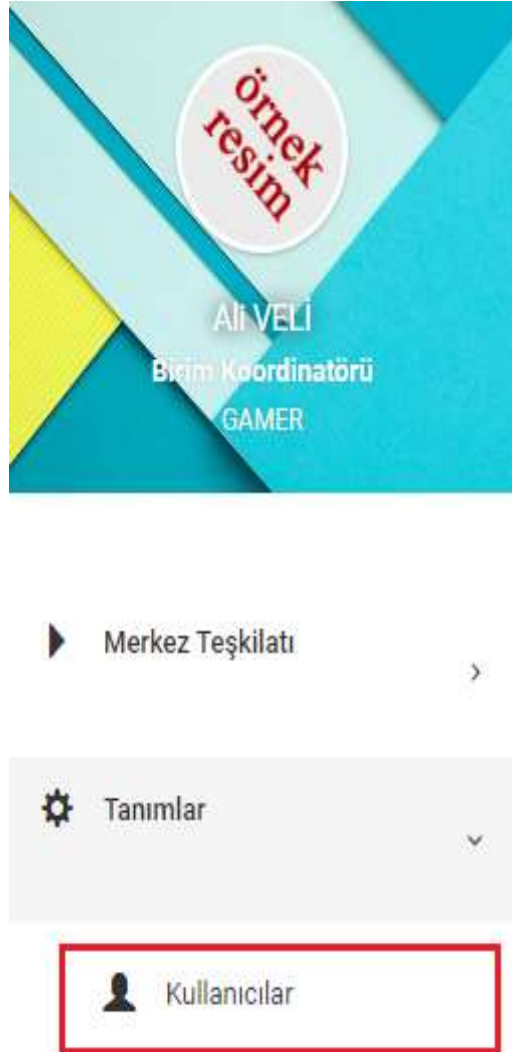 örnek
resim
Ali VELİ
Birim Koordinatörü
GAMER
Merkez Teşkilatı
Tanımlar
Kullanıcılar